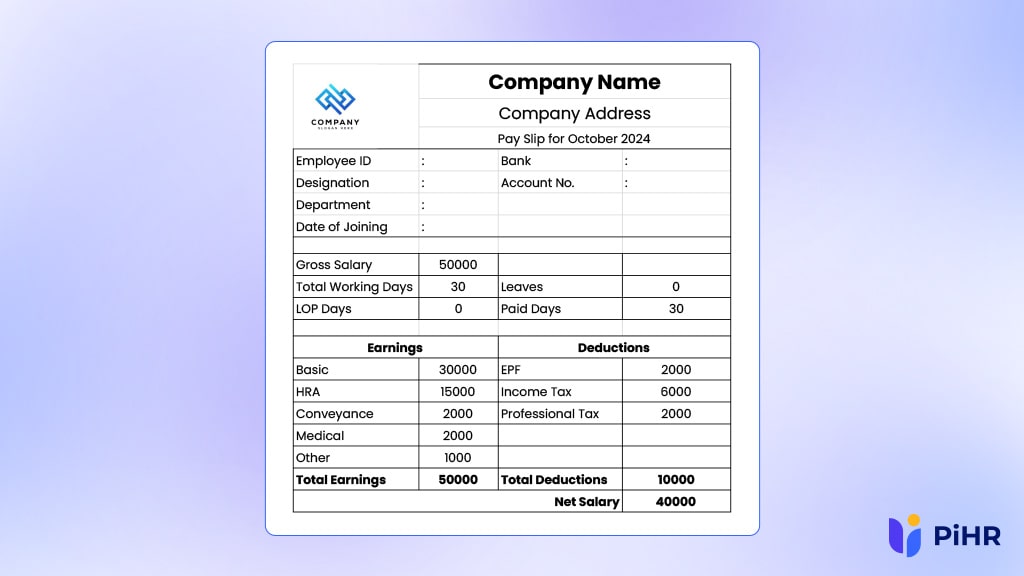 COMPANY
SLOGAN HERE
Company Name
Company Address
Pay Slip for October 2024
Employee ID : Bank :
Designation : Account No. :
Department :
Date of Joining :
Gross Salary 50000
Total Working Days 30 Leaves 0
LOP Days 0 Paid Days 30
Earnings Deductions
Basic 30000 EPF 2000
HRA 15000 Income Tax 6000
Conveyance 2000 Professional Tax 2000
Medical 2000
Other 1000
Total Earnings 50000 Total Deductions 10000
Net Salary 40000
PiHR